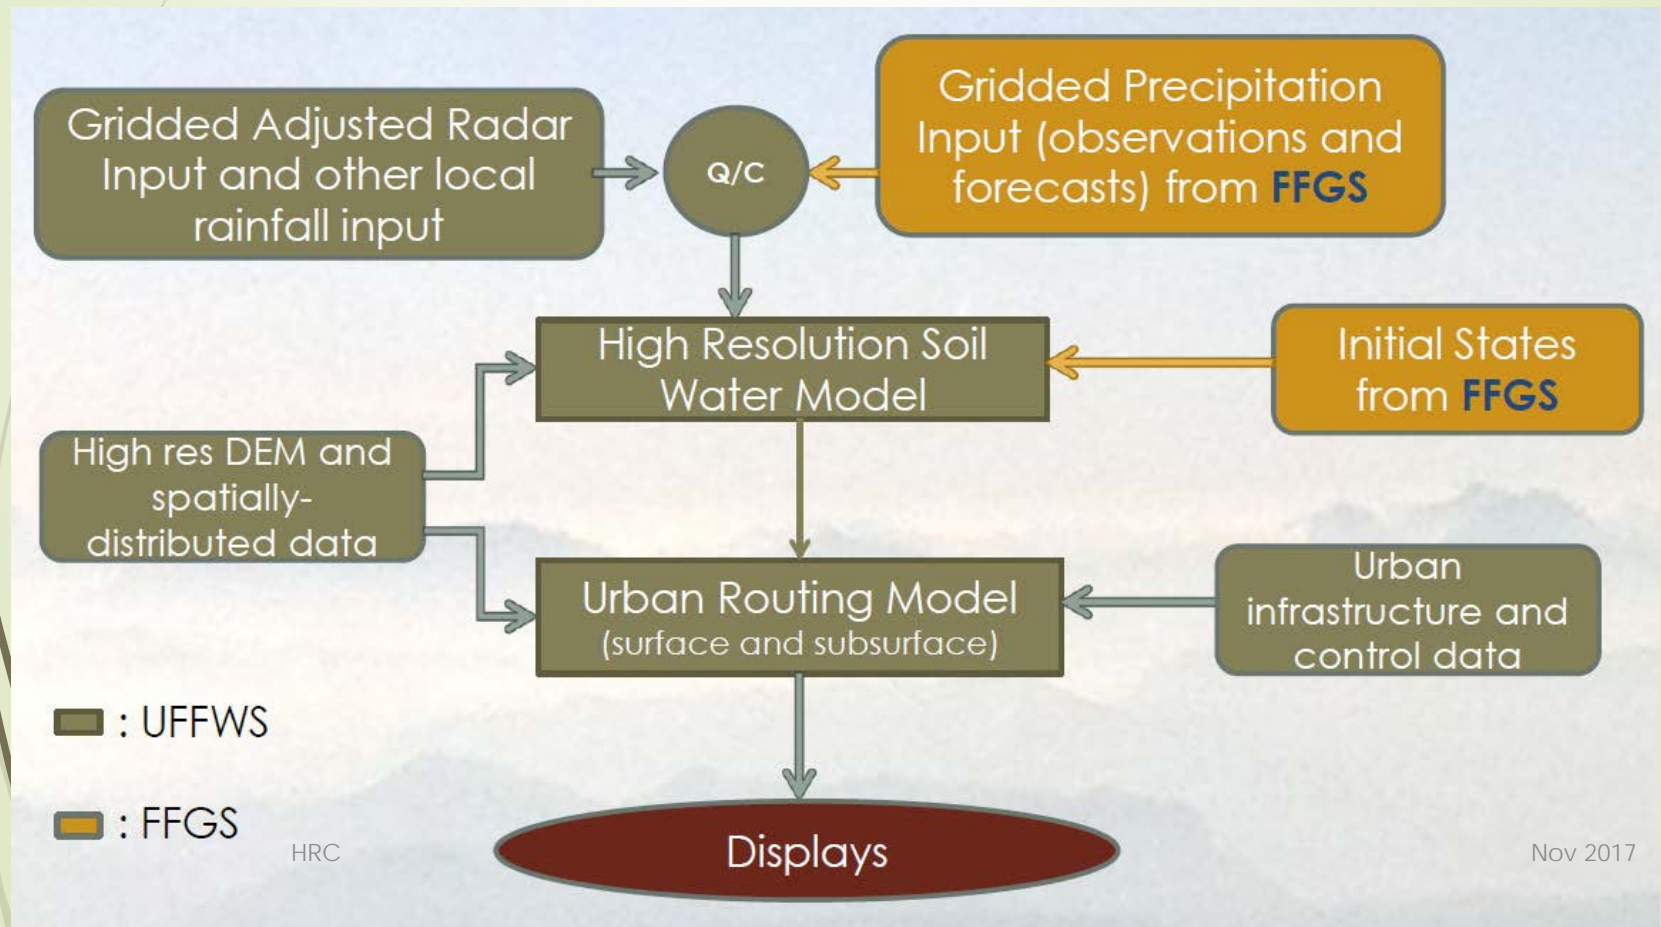 Gridded Adjusted Radar
Input and other local
rainfall input
Q/C
Gridded Precipitation
Input (observations and
forecasts) from FFGS
High Resolution Soil
Water Model
Initial States
from FFGS
High res DEM and
spatially-
distributed data
Urban Routing Model
(surface and subsurface)
Urban
infrastructure and
control data
: UFFWS
: FFGS
HRC
Displays
Nov 2017